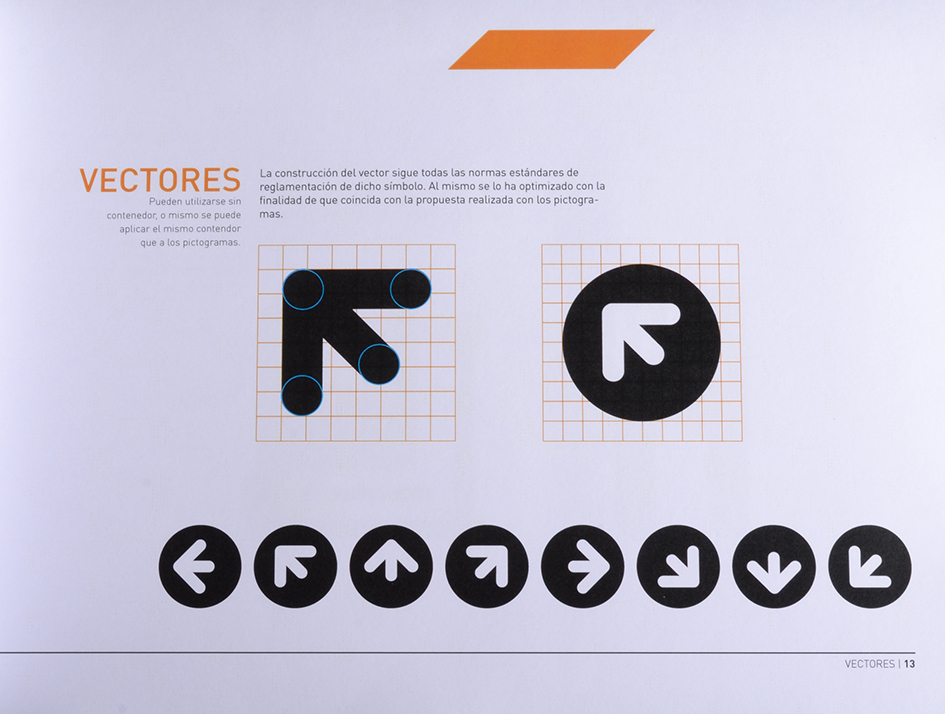 VECTORES
Pueden utilizarse sin
contenedor, o mismo se puede
aplicar el mismo contendor
que a los pictogramas.
La construcción del vector sigue todas las normas estándares de
reglamentación de dicho símbolo. Al mismo se lo ha optimizado con la
finalidad de que coincida con la propuesta realizada con los pictogra-
mas.
VECTORES | 13